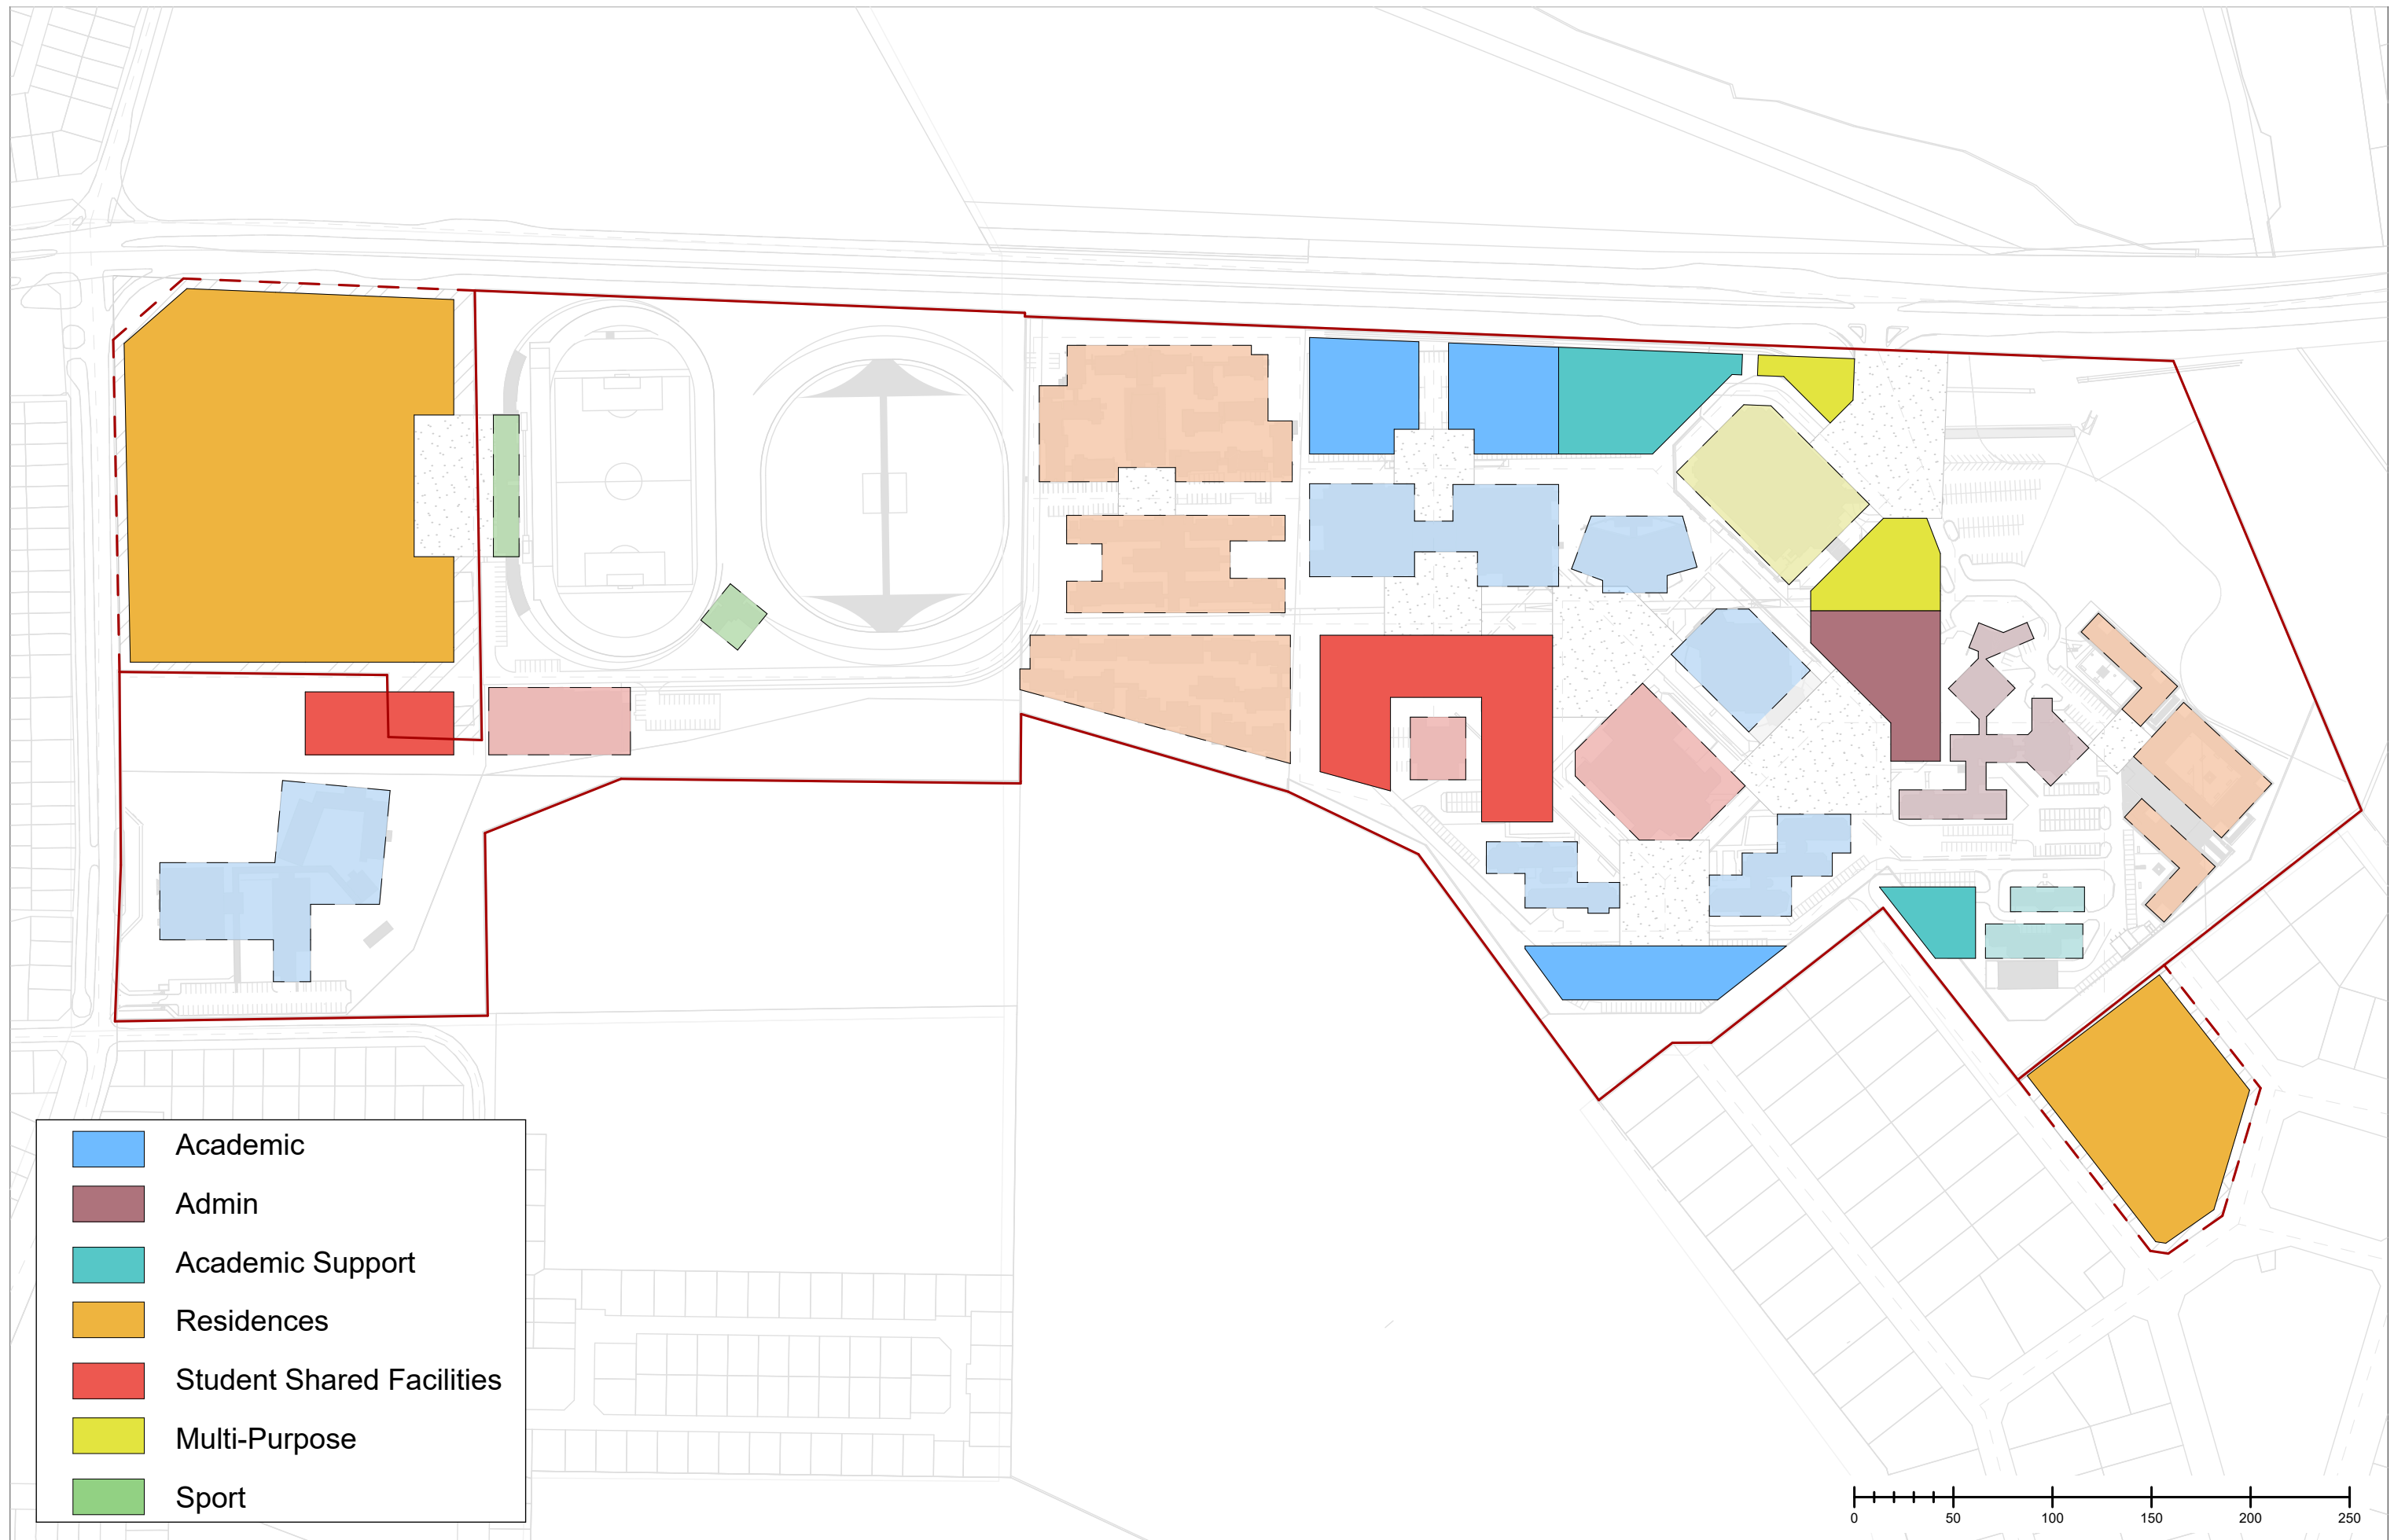 Academic
Admin
Academic Support
Residences
Student Shared Facilities
Multi-Purpose
Sport
0 50 100 150 200 250